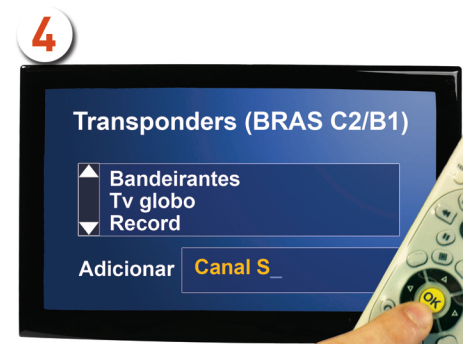 4
Transponders (BRAS C2/B1)
Bandeirantes
Tv globo
Record
Adicionar Canal S_
OK